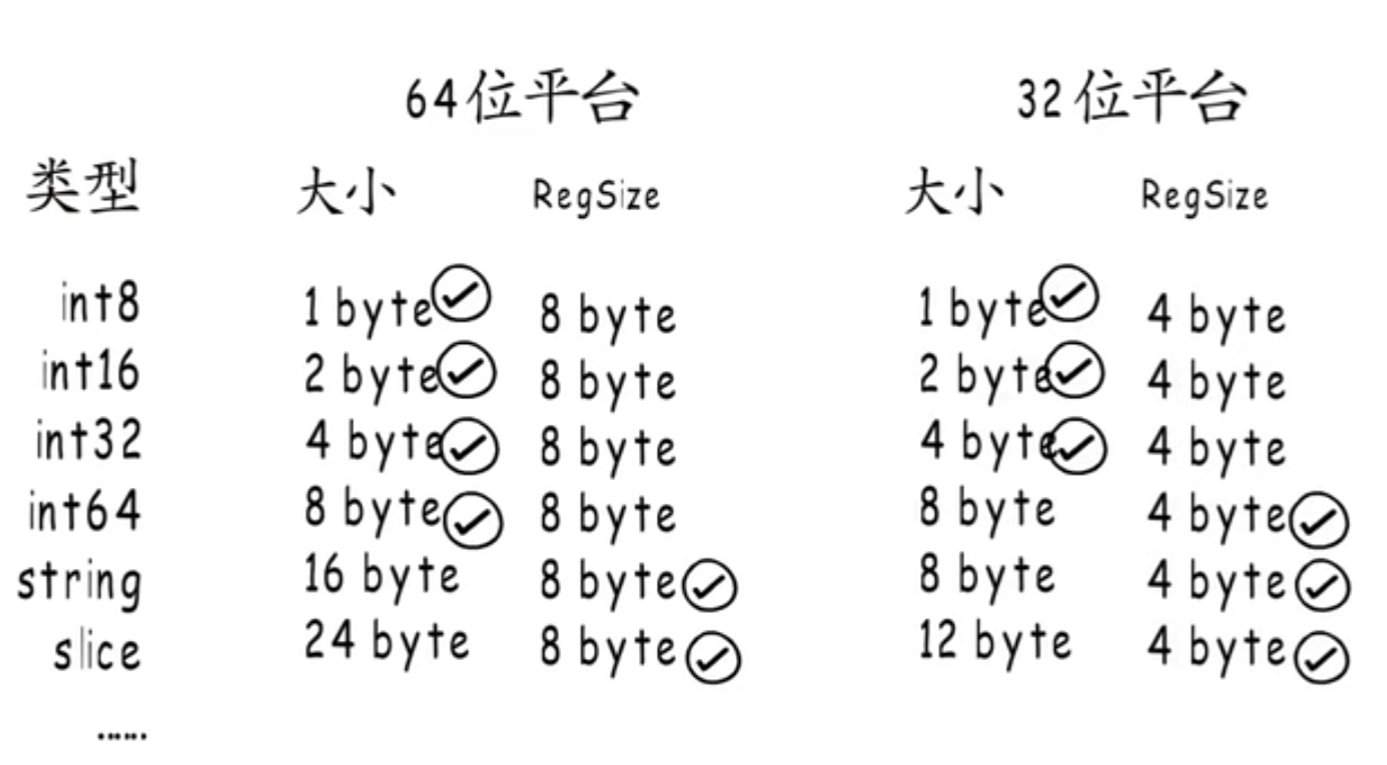 64位平台 32位平台
类型 大小 RegSize 大小 RegSize
int8 1 byte 8 byte 1 byte 4 byte
int16 2 byte 8 byte 2 byte 4 byte
int32 4 byte 8 byte 4 byte 4 byte
int64 8 byte 8 byte 8 byte 4 byte
string 16 byte 8 byte 8 byte 4 byte
slice 24 byte 8 byte 12 byte 4 byte
......